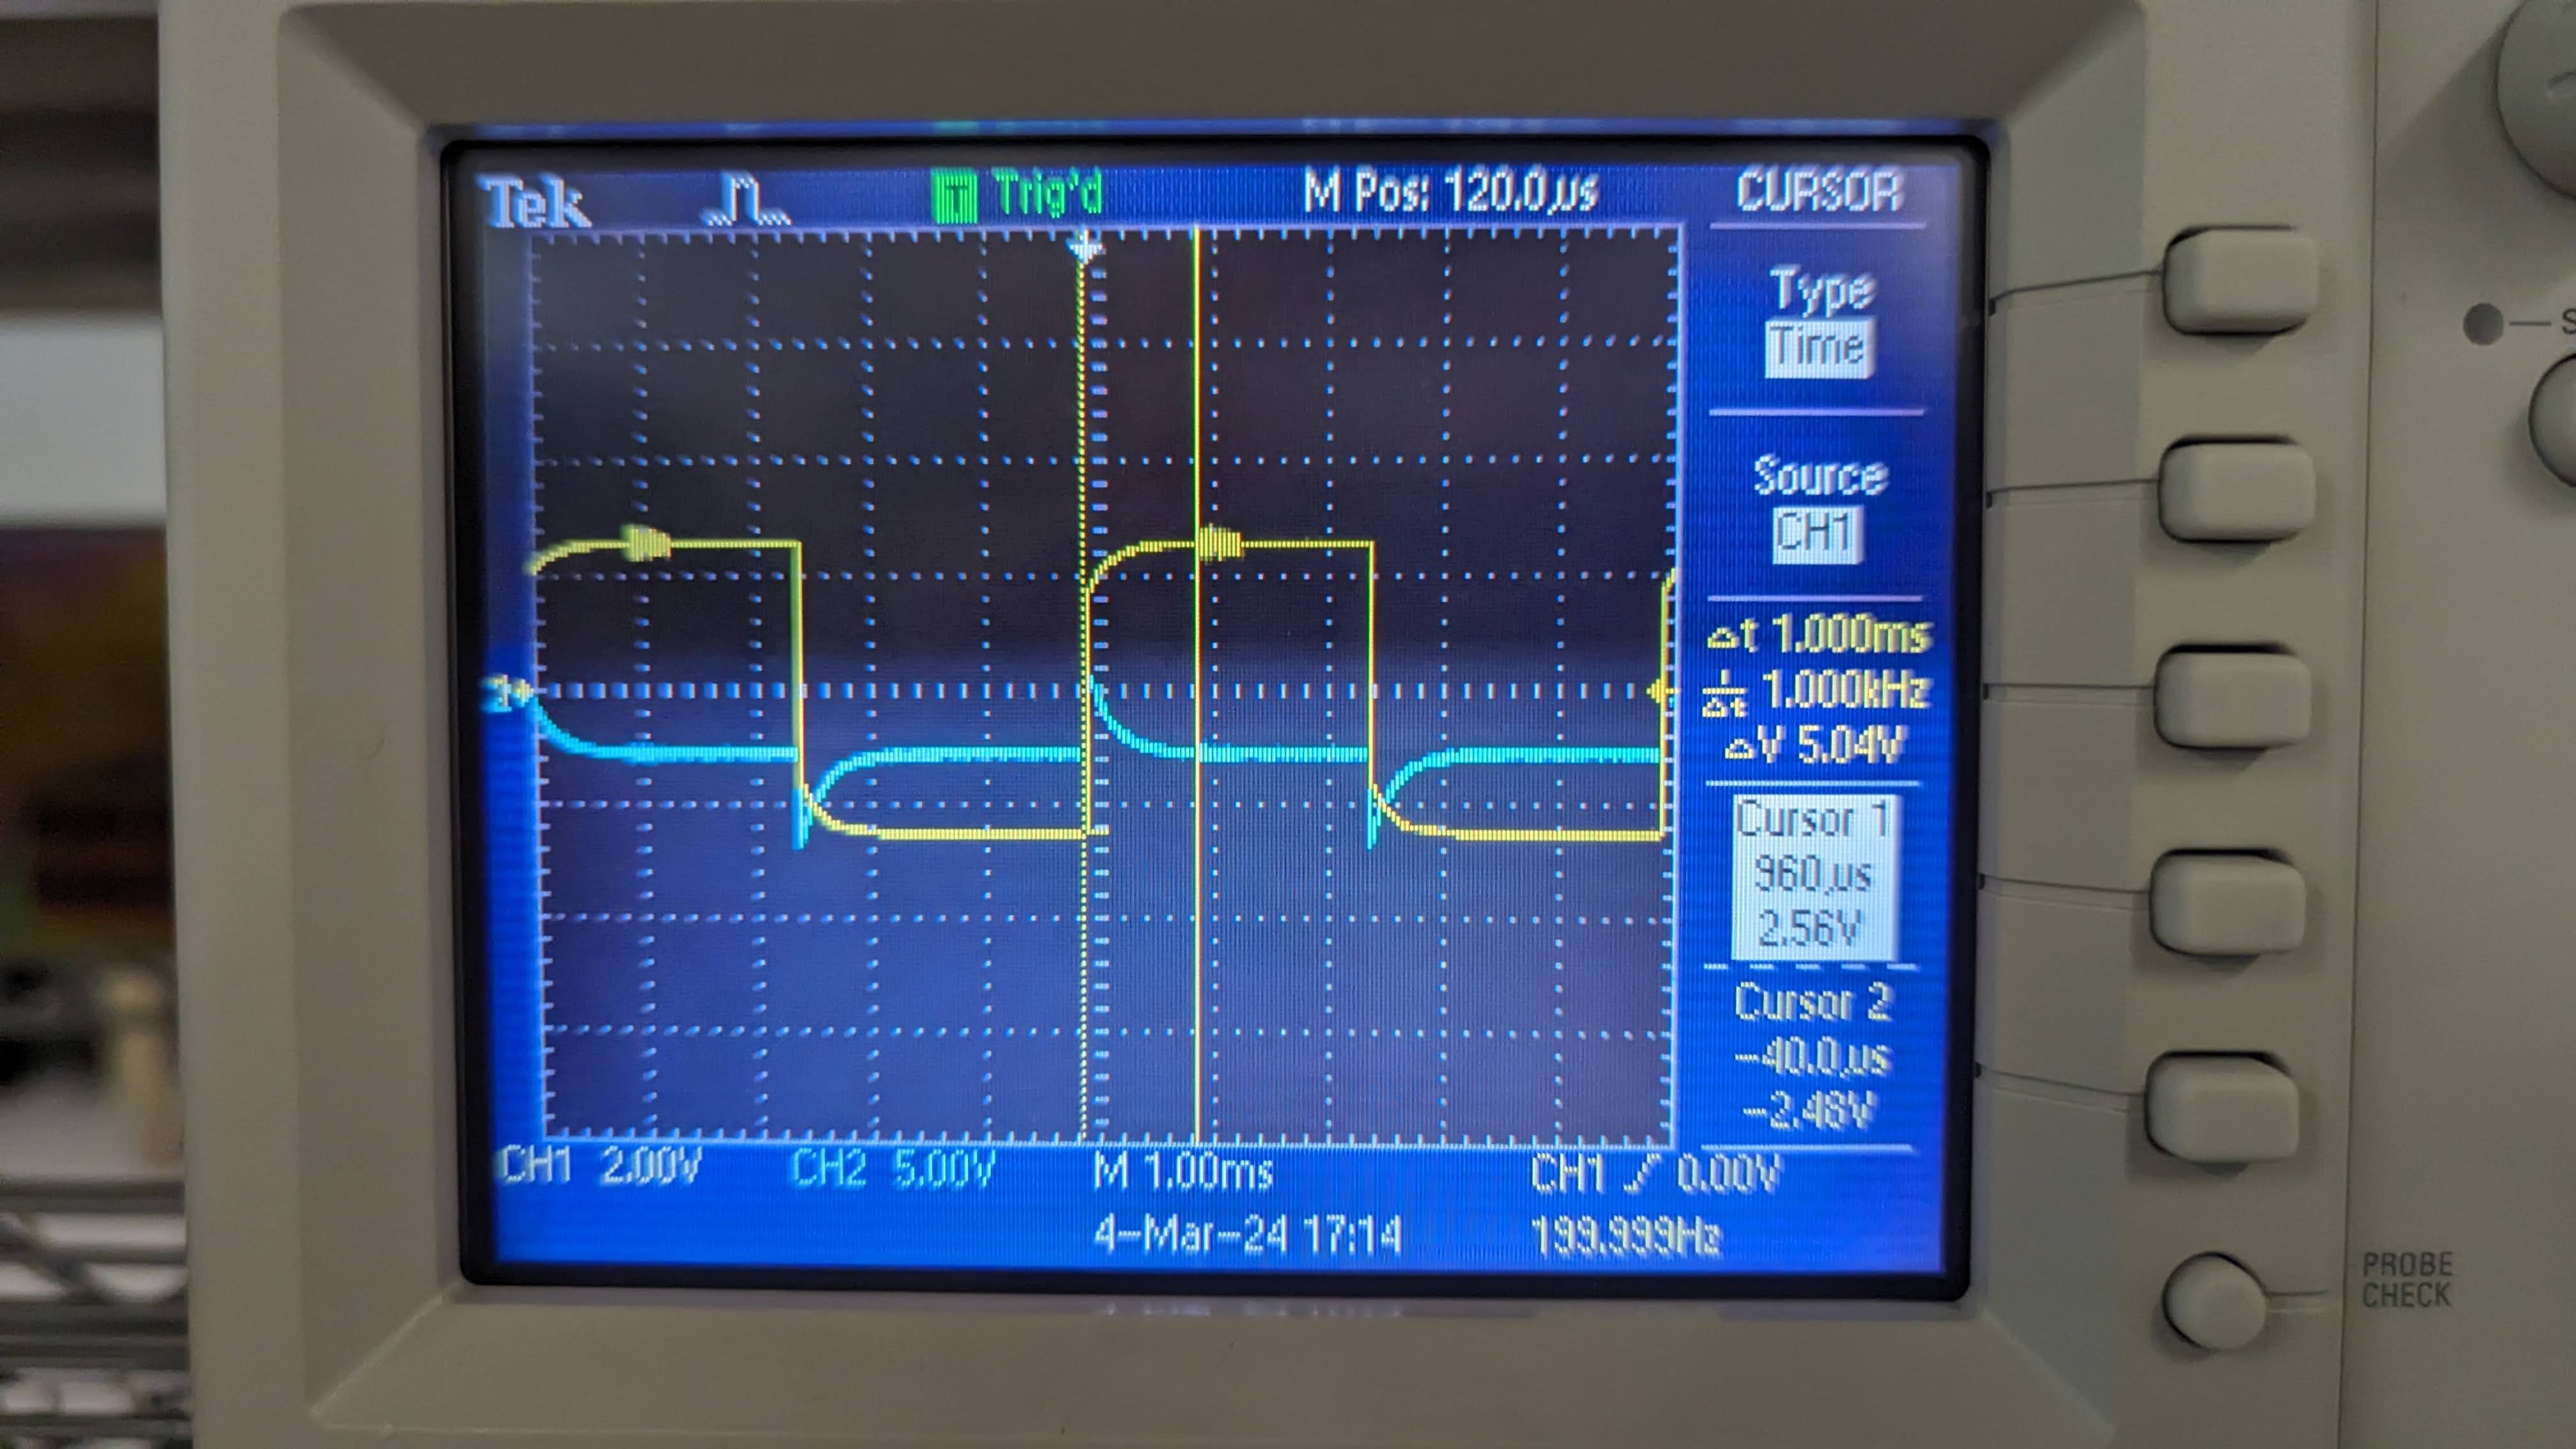 Tek Trig'd M Pos: 120.0µs CURSOR
Type
Time
Source
CH1
Δt 1.000ms
1/Δt 1.000kHz
ΔV 5.04V
Cursor 1
960µs
2.56V
Cursor 2
-40.0µs
-2.48V
CH1 2.00V CH2 5.00V M 1.00ms CH1 0.00V
4-Mar-24 17:14 199.999Hz
PROBE
CHECK